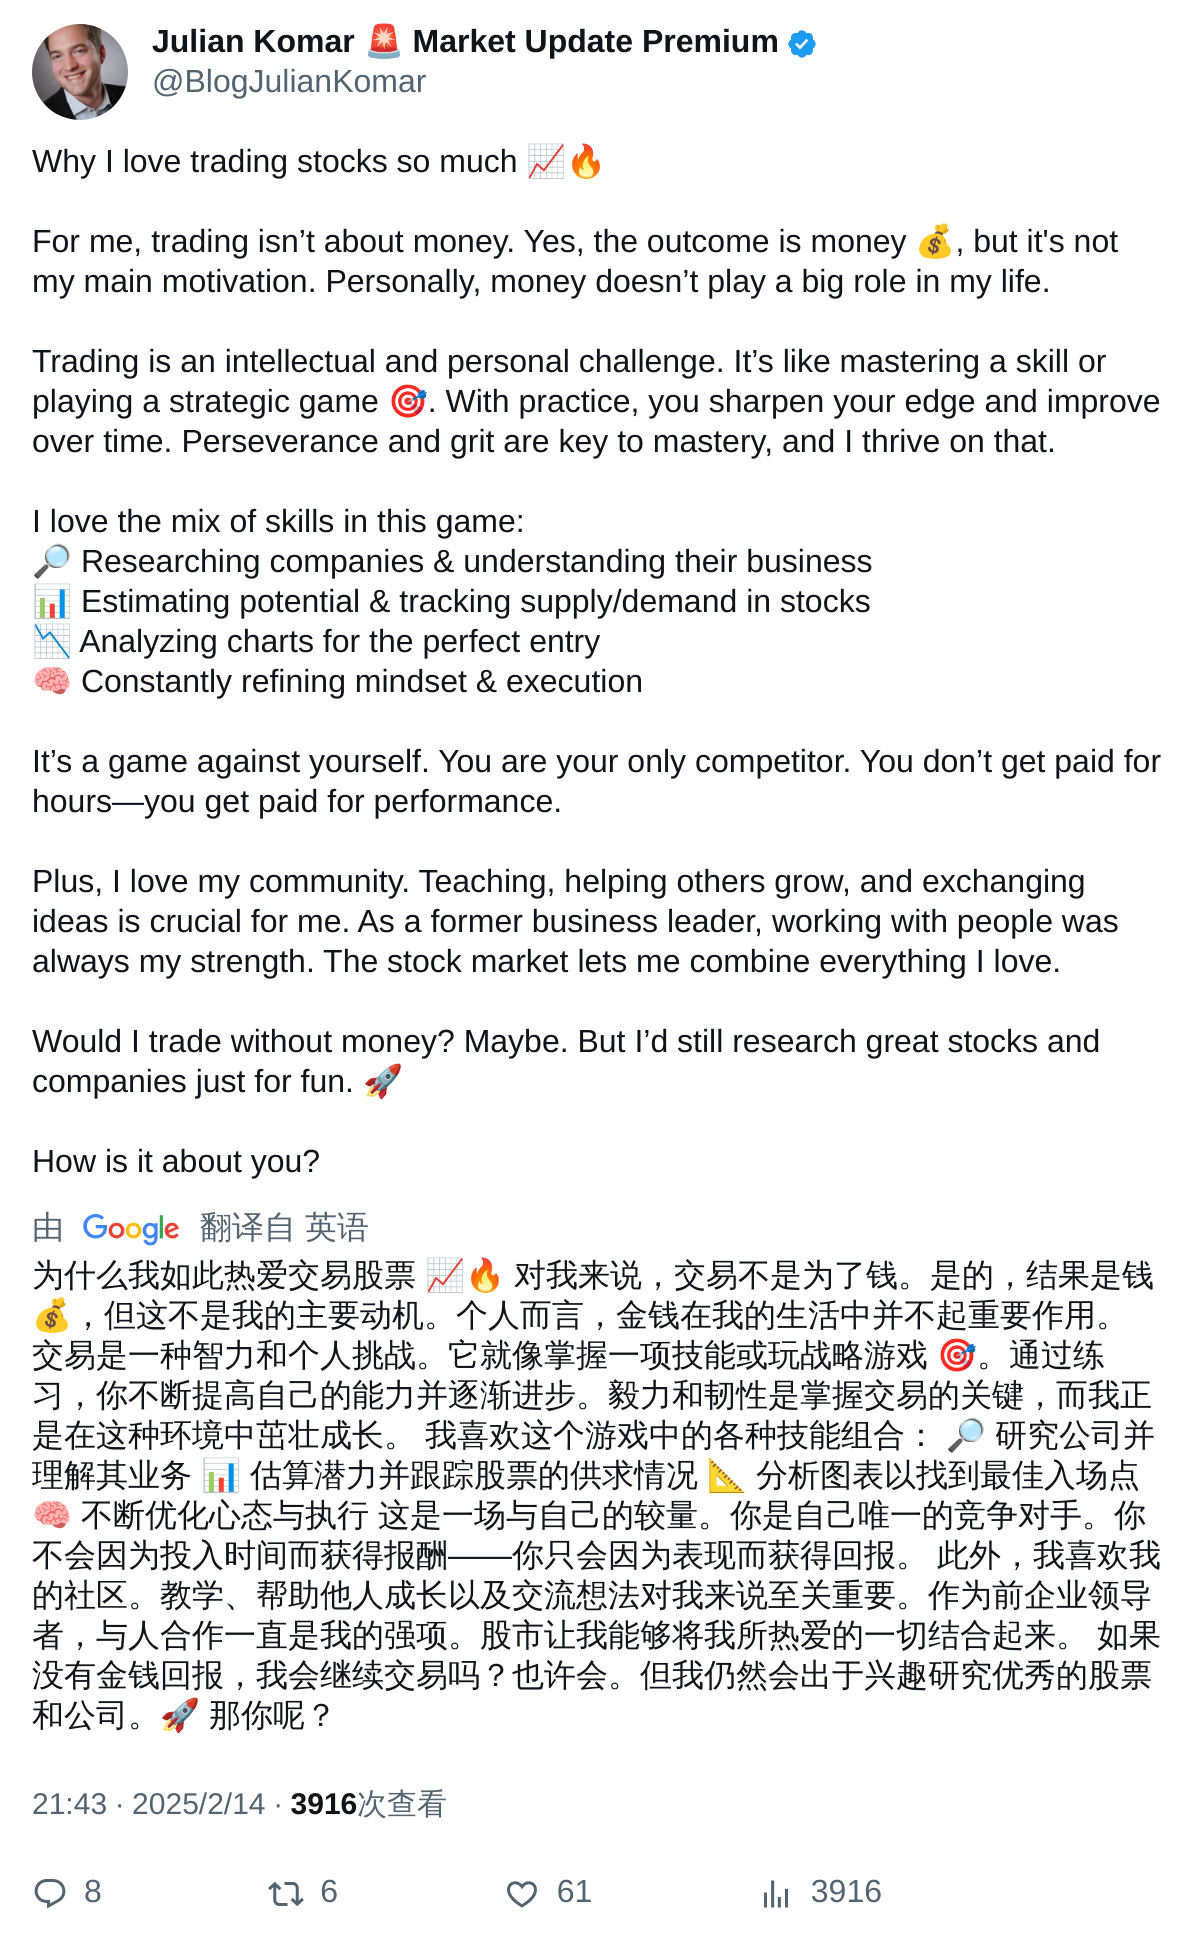 Julian Komar 🚨 Market Update Premium
@BlogJulianKomar
Why I love trading stocks so much 📈🔥
For me, trading isn’t about money. Yes, the outcome is money 💰, but it's not
my main motivation. Personally, money doesn’t play a big role in my life.
Trading is an intellectual and personal challenge. It’s like mastering a skill or
playing a strategic game 🎯. With practice, you sharpen your edge and improve
over time. Perseverance and grit are key to mastery, and I thrive on that.
I love the mix of skills in this game:
🔎 Researching companies & understanding their business
📊 Estimating potential & tracking supply/demand in stocks
📉 Analyzing charts for the perfect entry
🧠 Constantly refining mindset & execution
It’s a game against yourself. You are your only competitor. You don’t get paid for
hours—you get paid for performance.
Plus, I love my community. Teaching, helping others grow, and exchanging
ideas is crucial for me. As a former business leader, working with people was
always my strength. The stock market lets me combine everything I love.
Would I trade without money? Maybe. But I’d still research great stocks and
companies just for fun. 🚀
How is it about you?
由 Google 翻译自 英语
为什么我如此热爱交易股票 📈🔥 对我来说，交易不是为了钱。是的，结果是钱
💰，但这不是我的主要动机。个人而言，金钱在我的生活中并不起重要作用。
交易是一种智力和个人挑战。它就像掌握一项技能或玩战略游戏 🎯。通过练
习，你不断提高自己的能力并逐渐进步。毅力和韧性是掌握交易的关键，而我正
是在这种环境中茁壮成长。 我喜欢这个游戏中的各种技能组合： 🔎 研究公司并
理解其业务 📊 估算潜力并跟踪股票的供求情况 📐 分析图表以找到最佳入场点
🧠 不断优化心态与执行 这是一场与自己的较量。你是自己唯一的竞争对手。你
不会因为投入时间而获得报酬——你只会因为表现而获得回报。 此外，我喜欢我
的社区。教学、帮助他人成长以及交流想法对我来说至关重要。作为前企业领导
者，与人合作一直是我的强项。股市让我能够将我所热爱的一切结合起来。 如果
没有金钱回报，我会继续交易吗？也许会。但我仍然会出于兴趣研究优秀的股票
和公司。🚀 那你呢？
21:43 · 2025/2/14 · 3916次查看
8 6 61 3916